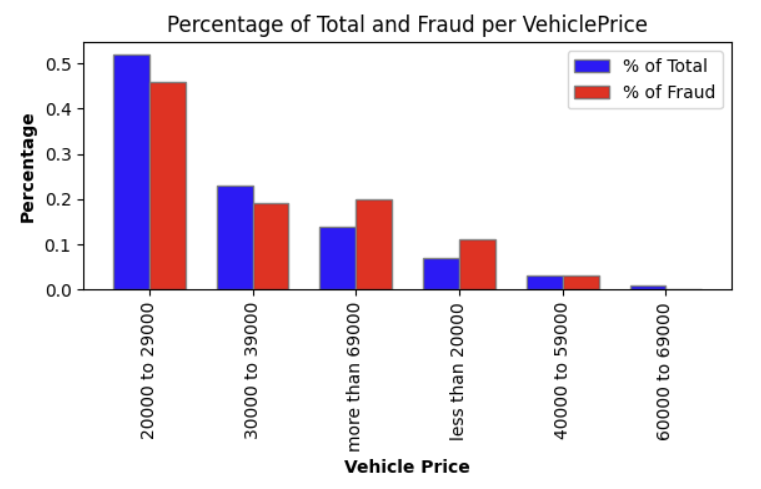 Percentage of Total and Fraud per VehiclePrice
% of Total
% of Fraud
Percentage
0.5
0.4
0.3
0.2
0.1
0.0
20000 to 29000
30000 to 39000
more than 69000
less than 20000
40000 to 59000
60000 to 69000
Vehicle Price